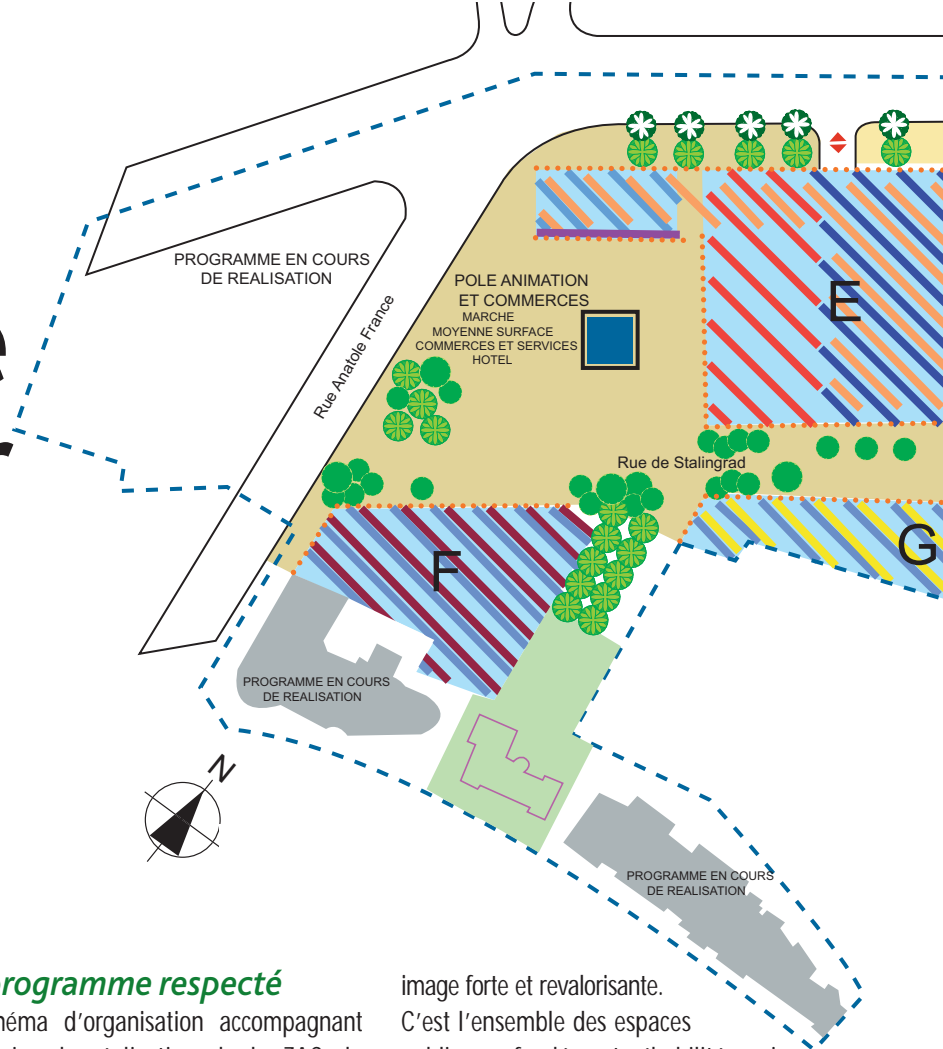 PROGRAMME EN COURS
DE REALISATION
Rue Anatole France
POLE ANIMATION
ET COMMERCES
MARCHE
MOYENNE SURFACE
COMMERCES ET SERVICES
HOTEL
E
Rue de Stalingrad
F
G
PROGRAMME EN COURS
DE REALISATION
N
PROGRAMME EN COURS
DE REALISATION
programme respecté
d'organisation accompagnant
image forte et revalorisante.
C'est l'ensemble des espaces